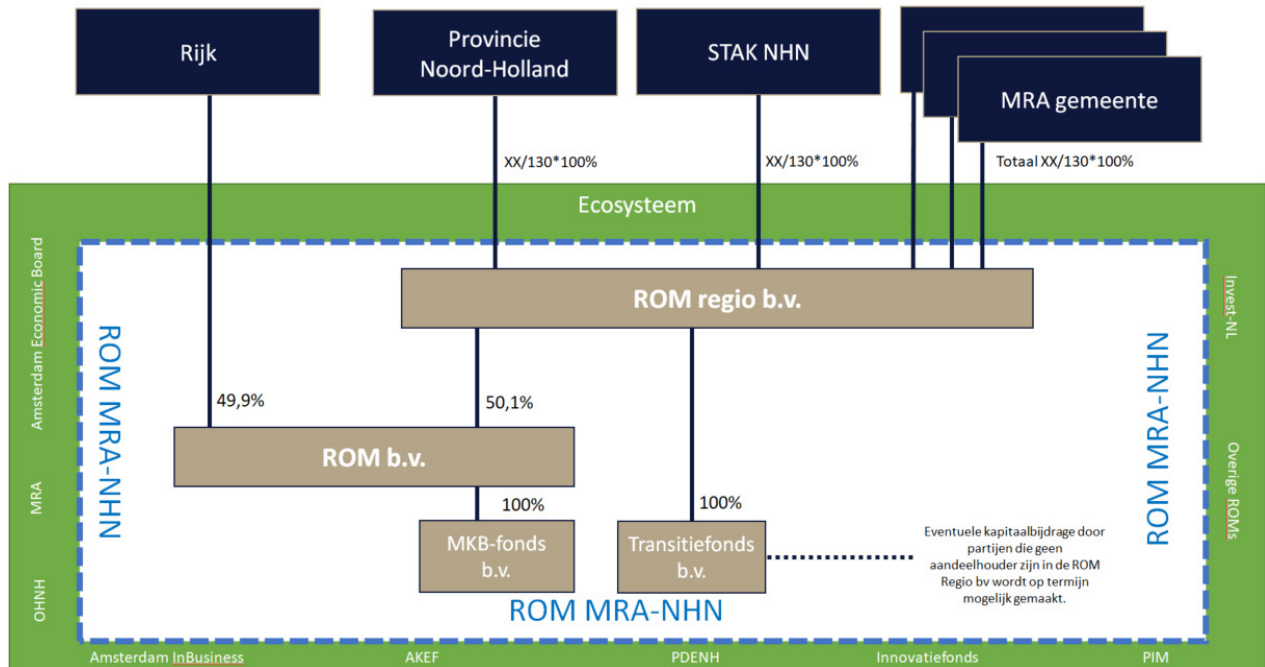 Rijk
Provincie
Noord-Holland
STAK NHN
MRA gemeente
XX/130*100%
XX/130*100%
Totaal XX/130*100%
Ecosysteem
Amsterdam Economic Board
MRA
OHNH
ROM MRA-NHN
ROM regio b.v.
49,9%
50,1%
ROM b.v.
100%
100%
MKB-fonds
b.v.
Transitiefonds
b.v.
Eventuele kapitaalbijdrage door
partijen die geen
aandeelhouder zijn in de ROM
Regio bv wordt op termijn
mogelijk gemaakt.
ROM MRA-NHN
ROM MRA-NHN
Invest-NL
Overige ROMs
Amsterdam InBusiness
AKEF
PDENH
Innovatiefonds
PIM